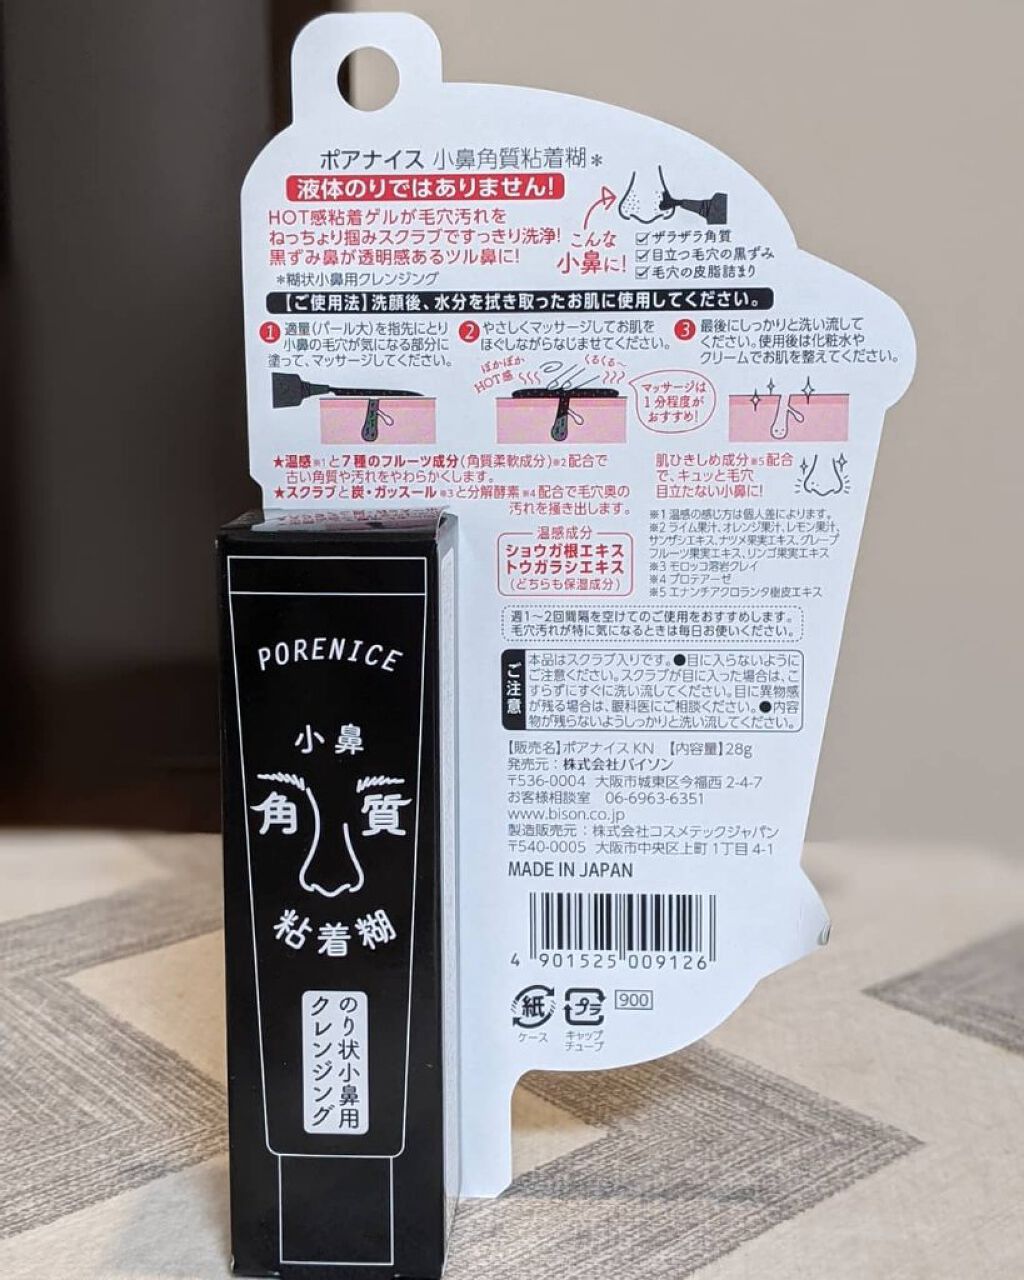 ポアナイス 小鼻角質粘着糊*
液体のりではありません!
HOT感粘着ゲルが毛穴汚れを
ねっちょり掴みスクラブですっきり洗浄!
黒ずみ鼻が透明感あるツル鼻に!
*糊状小鼻用クレンジング
こんな
小鼻に!
ザラザラ角質
目立つ毛穴の黒ずみ
毛穴の皮脂詰まり
【ご使用法】洗顔後、水分を拭き取ったお肌に使用してください。
1 適量(パール大)を指先にとり
小鼻の毛穴が気になる部分に
塗って、マッサージしてください。
2 やさしくマッサージしてお肌を
ほぐしながらなじませてください。
3 最後にしっかりと洗い流して
ください。使用後は化粧水や
クリームでお肌を整えてください。
ぽかぽか
HOT感
くるくる〜
マッサージは
1分程度が
おすすめ!
★温感※1と7種のフルーツ成分(角質柔軟成分)※2配合で
古い角質や汚れをやわらかくします。
★スクラブと炭・ガッスール※3と分解酵素※4配合で毛穴奥の
汚れを掻き出します。
肌ひきしめ成分※5配合
で、キュッと毛穴
目立たない小鼻に!
温感成分
ショウガ根エキス
トウガラシエキス
(どちらも保湿成分)
※1 温感の感じ方は個人差によります。
※2 ライム果汁、オレンジ果汁、レモン果汁、
サンザシエキス、ナツメ果実エキス、グレープ
フルーツ果実エキス、リンゴ果実エキス
※3 モロッコ溶岩クレイ
※4 プロテアーゼ
※5 エナンチアクロランタ樹皮エキス
週1〜2回間隔を空けてのご使用をおすすめします。
毛穴汚れが特に気になるときは毎日お使いください。
ご注意
本品はスクラブ入りです。●目に入らないように
ご注意ください。スクラブが目に入った場合は、こ
すらずにすぐに洗い流してください。目に異物感
が残る場合は、眼科医にご相談ください。●内容
物が残らないようしっかりと洗い流してください。
【販売名】ポアナイスKN 【内容量】28g
発売元:株式会社バイソン
〒536-0004 大阪市城東区今福西 2-4-7
お客様相談室 06-6963-6351
www.bison.co.jp
製造販売元:株式会社コスメテックジャパン
〒540-0005 大阪市中央区上町 1丁目 4-1
MADE IN JAPAN
4 901525 009126
紙
ケース
プラ
キャップ
チューブ
900
PORENICE
小鼻
角質
粘着糊
のり状小鼻用
クレンジング